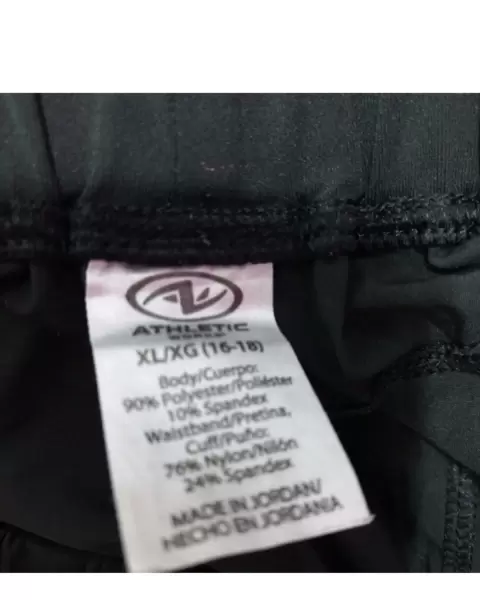 ATHLETIC
WORKS
XL/XG (16-18)
Body/Cuerpo:
90% Polyester/Poliéster
10% Spandex
Waistband/Pretina,
Cuff/Puño:
76% Nylon/Nilón
24% Spandex
MADE IN JORDAN/
HECHO EN JORDANIA